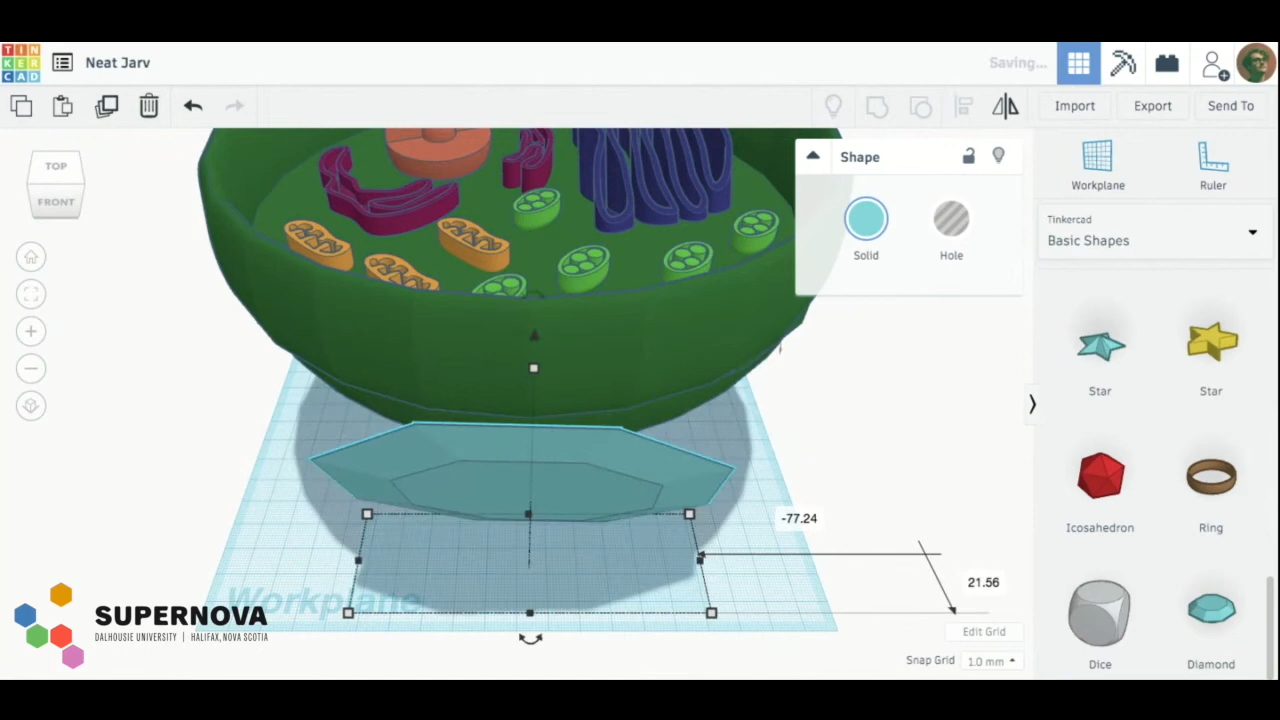 TIN
KER
CAD
Neat Jarv
Saving...
Import
Export
Send To
TOP
FRONT
Shape
Solid
Hole
Workplane
Ruler
Tinkercad
Basic Shapes
Star
Star
Icosahedron
Ring
Dice
Diamond
-77.24
21.56
Workplane
Edit Grid
Snap Grid
1.0 mm
SUPERNOVA
DALHOUSIE UNIVERSITY | HALIFAX, NOVA SCOTIA